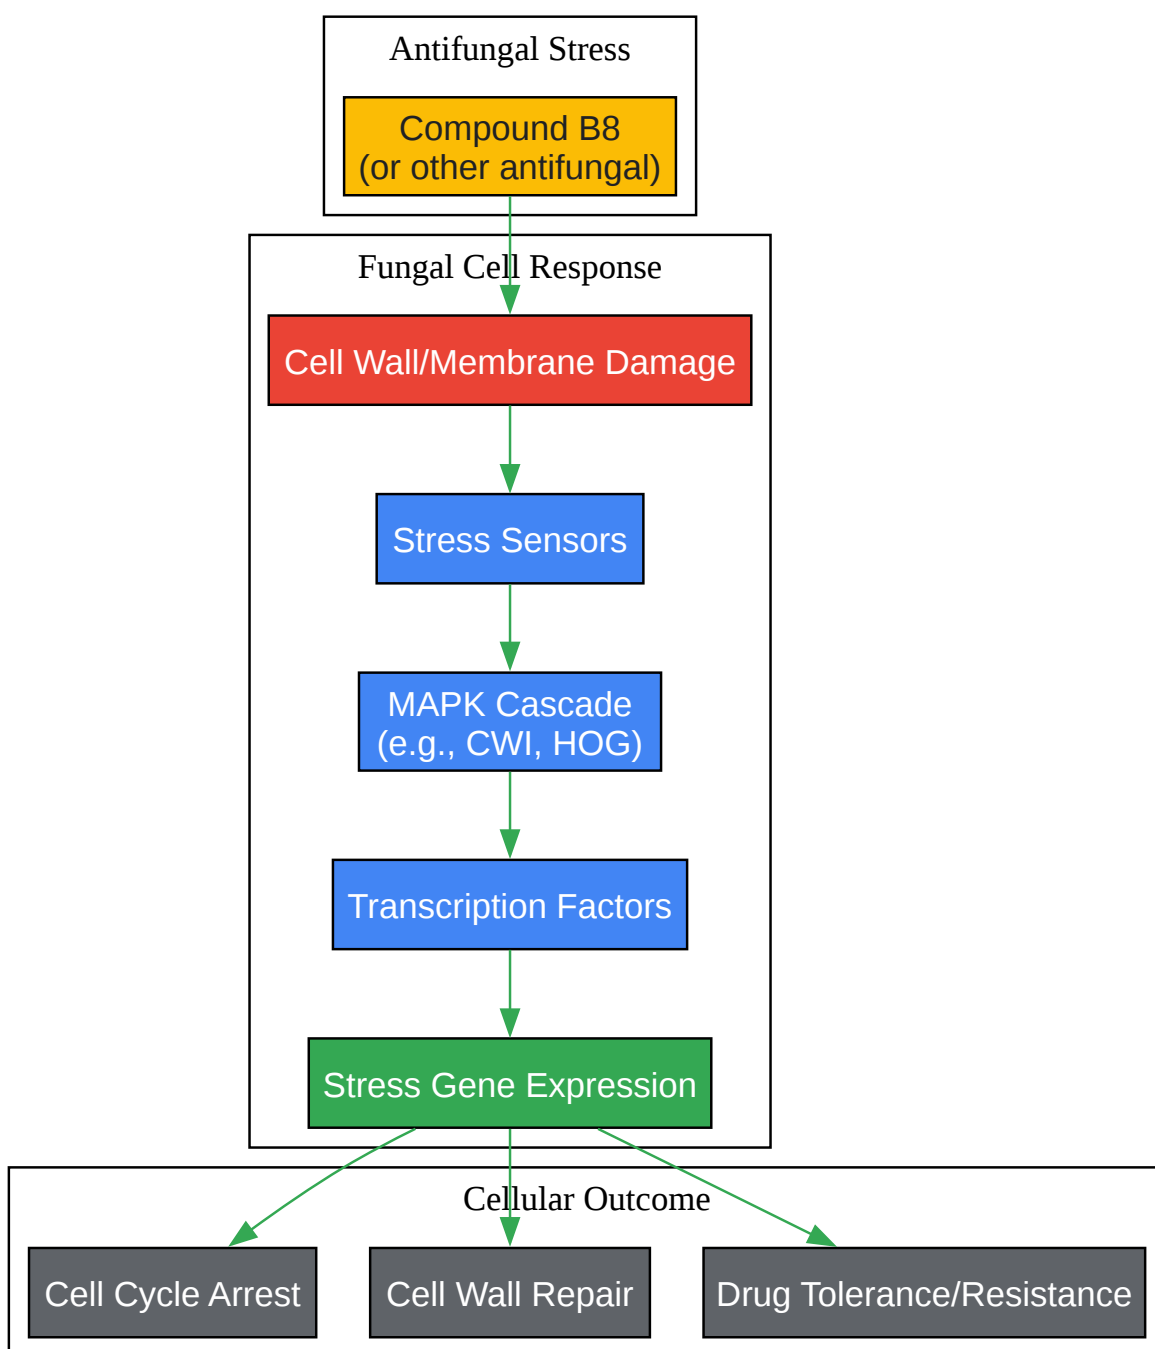 Antifungal Stress
Compound B8
(or other antifungal)
Fungal Cell Response
Cell Wall/Membrane Damage
Stress Sensors
MAPK Cascade
(e.g., CWI, HOG)
Transcription Factors
Stress Gene Expression
Cellular Outcome
Cell Cycle Arrest
Cell Wall Repair
Drug Tolerance/Resistance